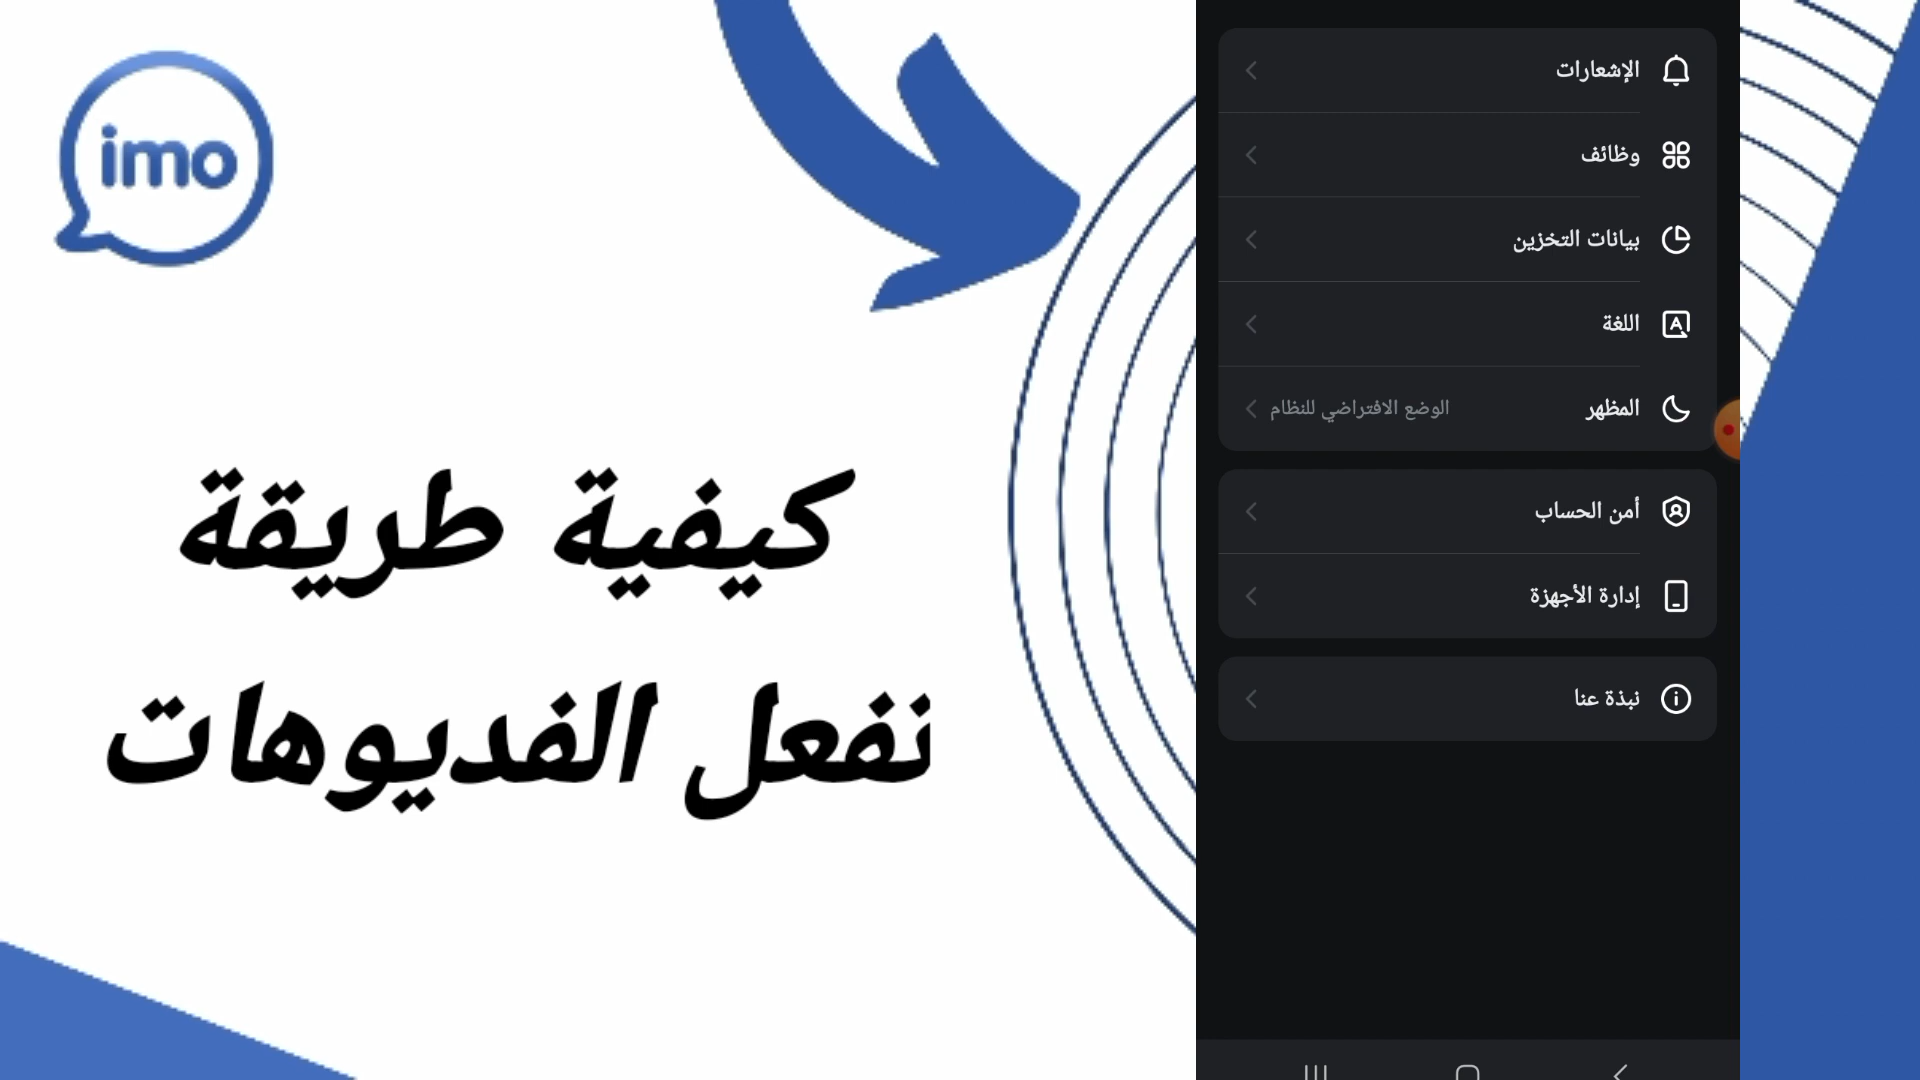 imo
كيفية طريقة
نفعل الفديوهات
الإشعارات
وظائف
بيانات التخزين
اللغة
المظهر الوضع الافتراضي للنظام
أمن الحساب
إدارة الأجهزة
نبذة عنا